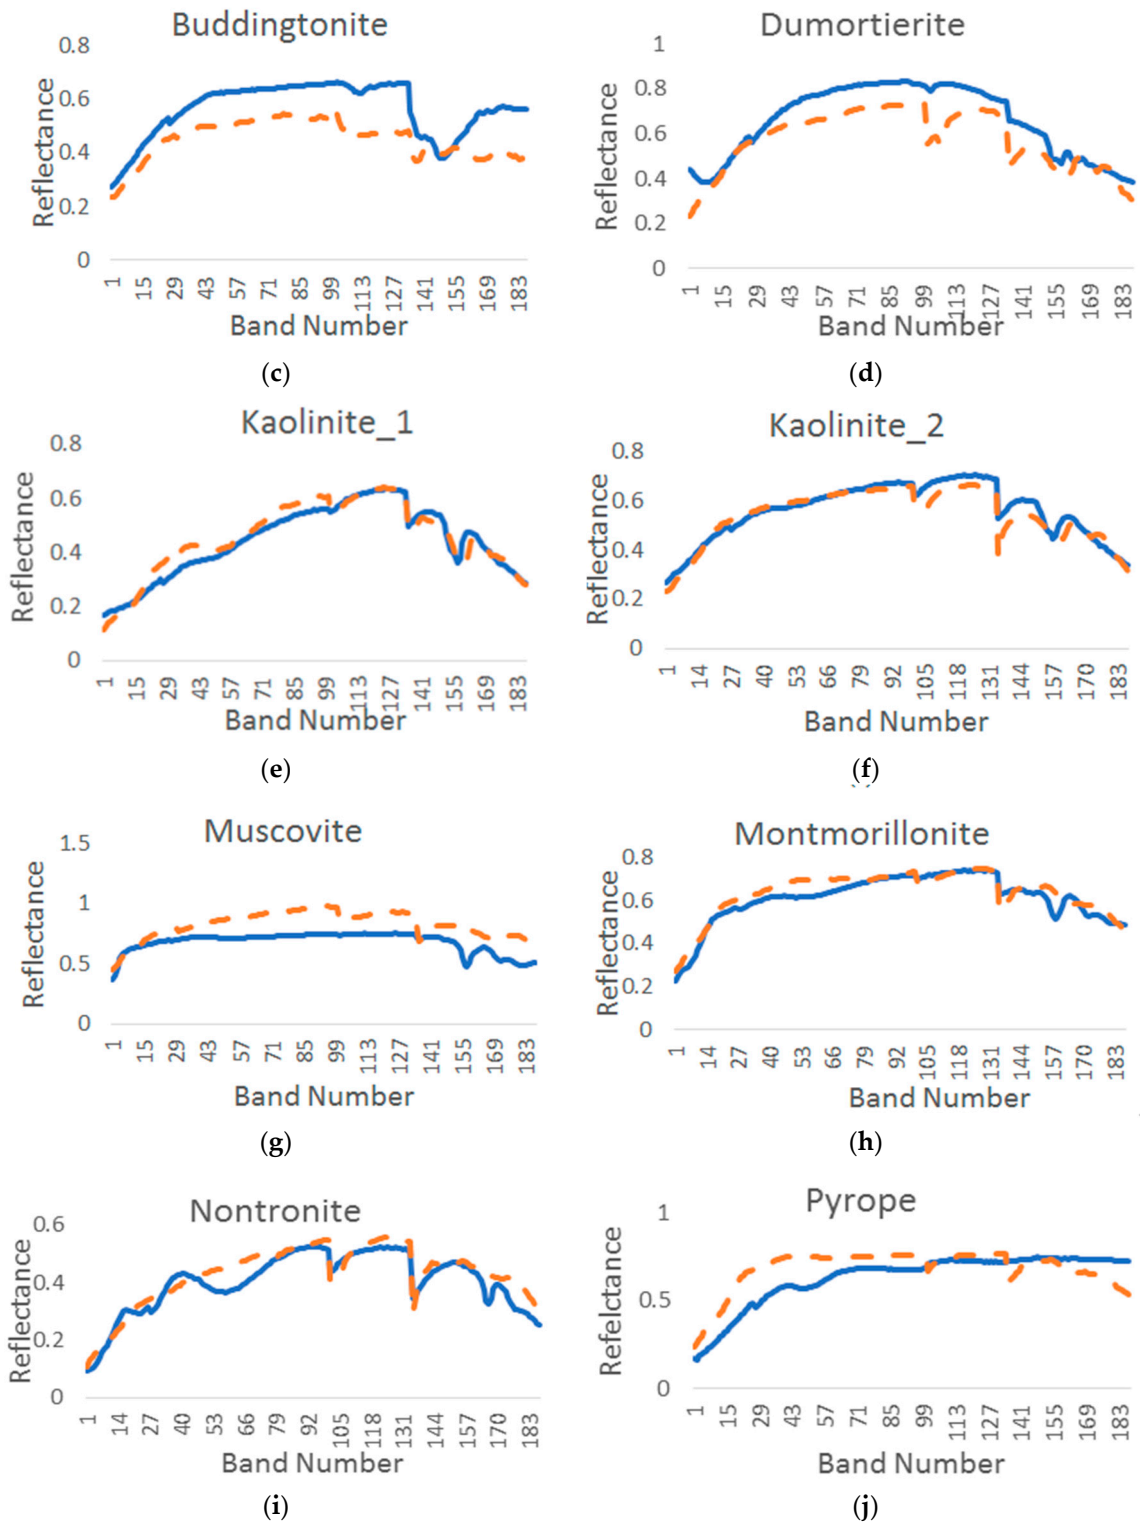 Buddingtonite
0.8
0.6
0.4
0.2
0
Reflectance
1 15 29 43 57 71 85 99 113 127 141 155 169 183
Band Number
(c)
Dumortierite
1
0.8
0.6
0.4
0.2
0
Reflectance
1 15 29 43 57 71 85 99 113 127 141 155 169 183
Band Number
(d)
Kaolinite_1
0.8
0.6
0.4
0.2
0
Reflectance
1 15 29 43 57 71 85 99 113 127 141 155 169 183
Band Number
(e)
Kaolinite_2
0.8
0.6
0.4
0.2
0
Reflectance
1 14 27 40 53 66 79 92 105 118 131 144 157 170 183
Band Number
(f)
Muscovite
1.5
1
0.5
0
Reflectance
1 15 29 43 57 71 85 99 113 127 141 155 169 183
Band Number
(g)
Montmorillonite
0.8
0.6
0.4
0.2
0
Reflectance
1 14 27 40 53 66 79 92 105 118 131 144 157 170 183
Band Number
(h)
Nontronite
0.6
0.4
0.2
0
Reflectance
1 14 27 40 53 66 79 92 105 118 131 144 157 170 183
Band Number
(i)
Pyrope
1
0.5
0
Refelctance
1 15 29 43 57 71 85 99 113 127 141 155 169 183
Band Number
(j)